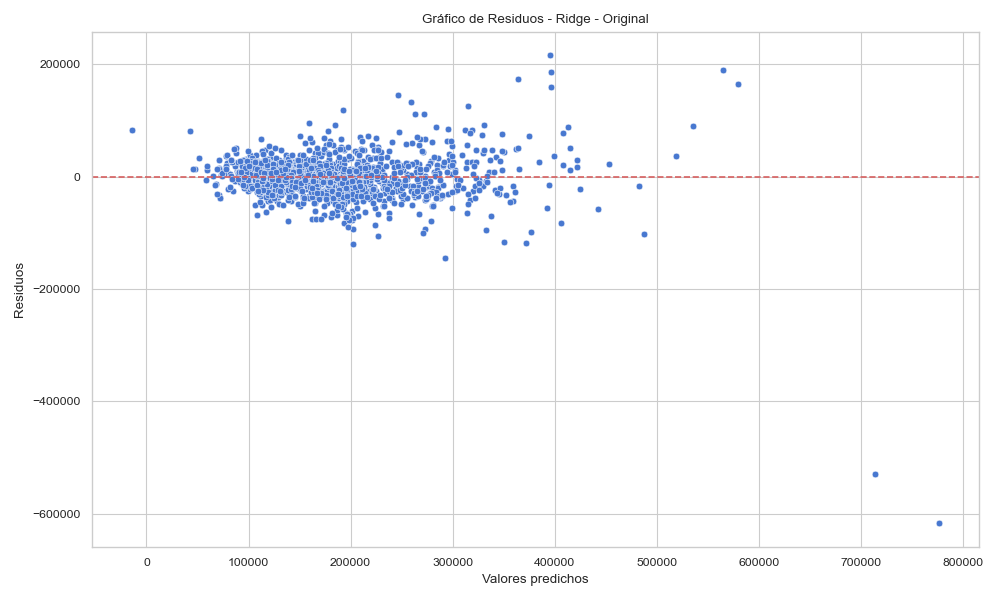 Gráfico de Residuos - Ridge - Original
Residuos
200000
0
−200000
−400000
−600000
0 100000 200000 300000 400000 500000 600000 700000 800000
Valores predichos